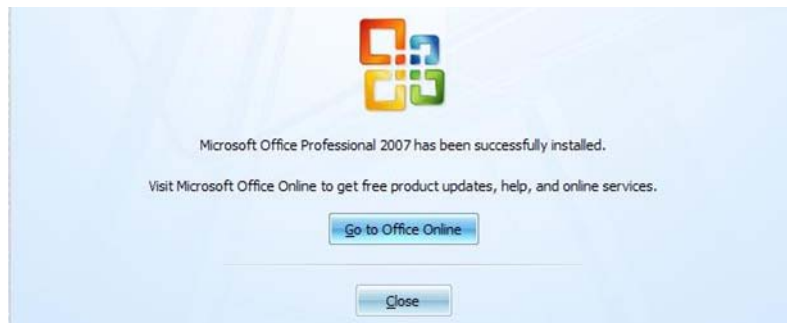 Microsoft Office Professional 2007 has been successfully installed.
Visit Microsoft Office Online to get free product updates, help, and online services.
Go to Office Online
Close